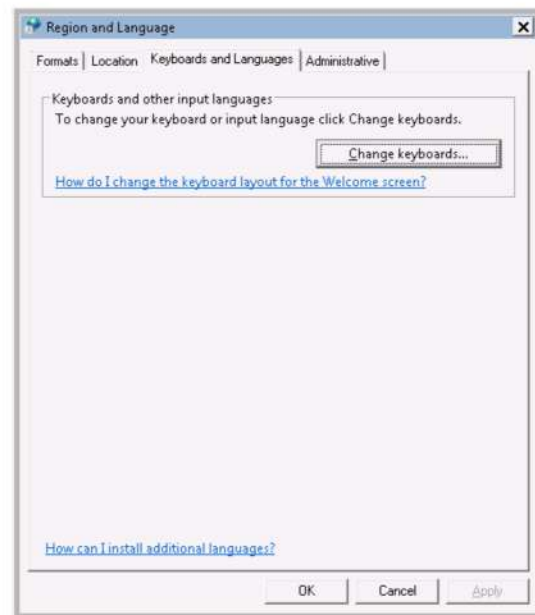 Region and Language
Formats Location Keyboards and Languages Administrative
Keyboards and other input languages
To change your keyboard or input language click Change keyboards.
Change keyboards...
How do I change the keyboard layout for the Welcome screen?
How can I install additional languages?
OK Cancel Apply